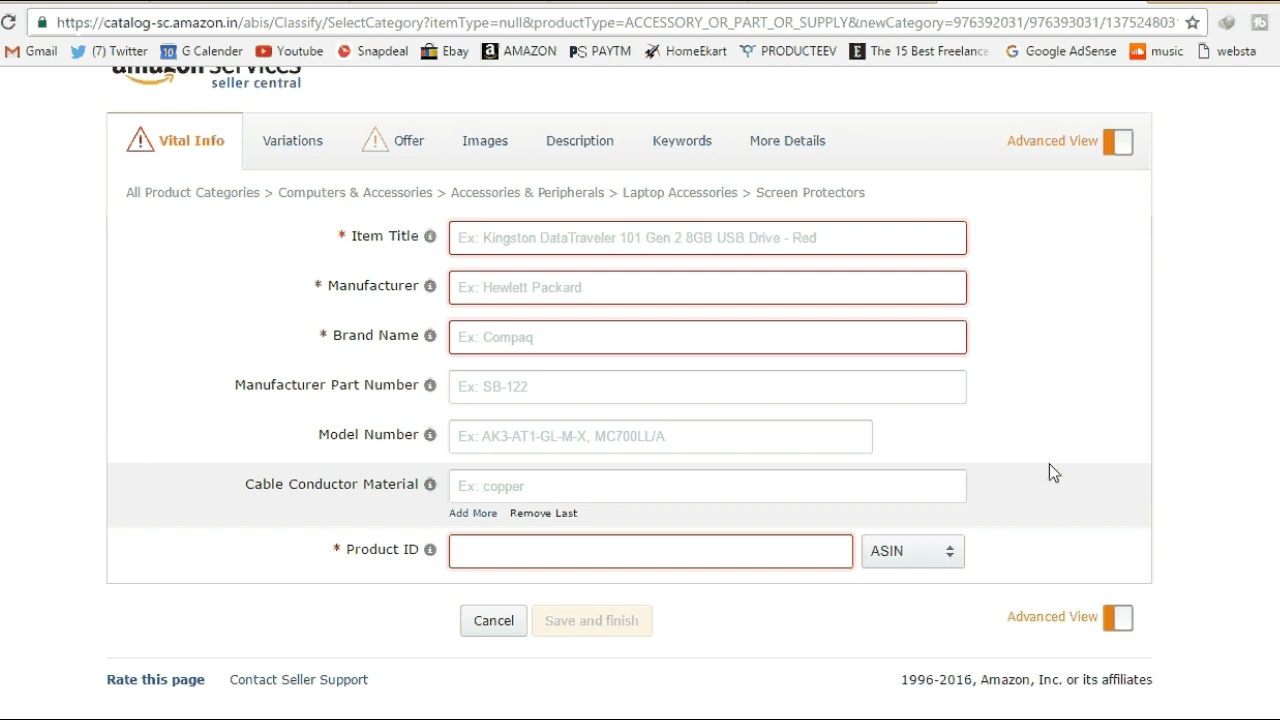 https://catalog-sc.amazon.in/abis/Classify/SelectCategory?itemType=null&productType=ACCESSORY_OR_PART_OR_SUPPLY&newCategory=976392031/976393031/137524803
Gmail (7) Twitter 10 G Calender Youtube Snapdeal Ebay a AMAZON PS PAYTM HomeEkart PRODUCTEEV E The 15 Best Freelance G Google AdSense music websta
amazon services
seller central
Vital Info Variations Offer Images Description Keywords More Details Advanced View
All Product Categories > Computers & Accessories > Accessories & Peripherals > Laptop Accessories > Screen Protectors
* Item Title Ex: Kingston DataTraveler 101 Gen 2 8GB USB Drive - Red
* Manufacturer Ex: Hewlett Packard
* Brand Name Ex: Compaq
Manufacturer Part Number Ex: SB-122
Model Number Ex: AK3-AT1-GL-M-X, MC700LL/A
Cable Conductor Material Ex: copper
Add More Remove Last
* Product ID ASIN
Cancel Save and finish Advanced View
Rate this page Contact Seller Support 1996-2016, Amazon, Inc. or its affiliates